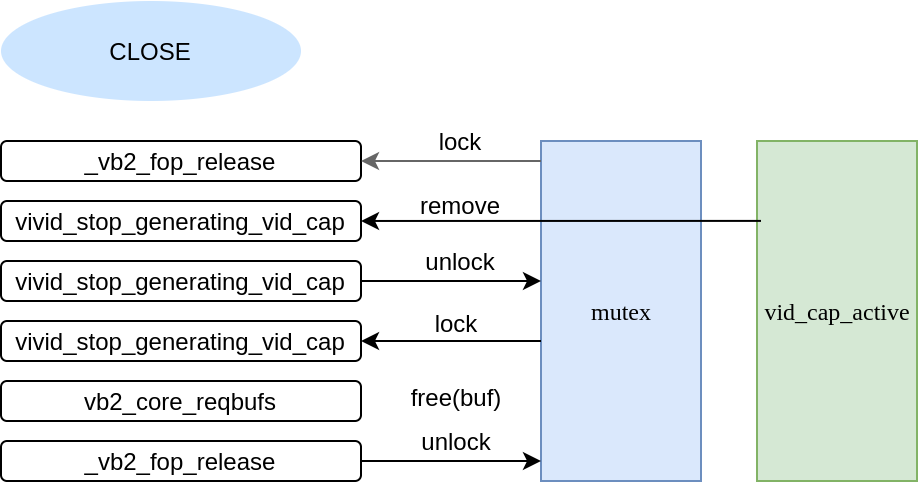 CLOSE
_vb2_fop_release
lock
vivid_stop_generating_vid_cap
remove
vivid_stop_generating_vid_cap
unlock
mutex
vid_cap_active
vivid_stop_generating_vid_cap
lock
vb2_core_reqbufs
free(buf)
_vb2_fop_release
unlock